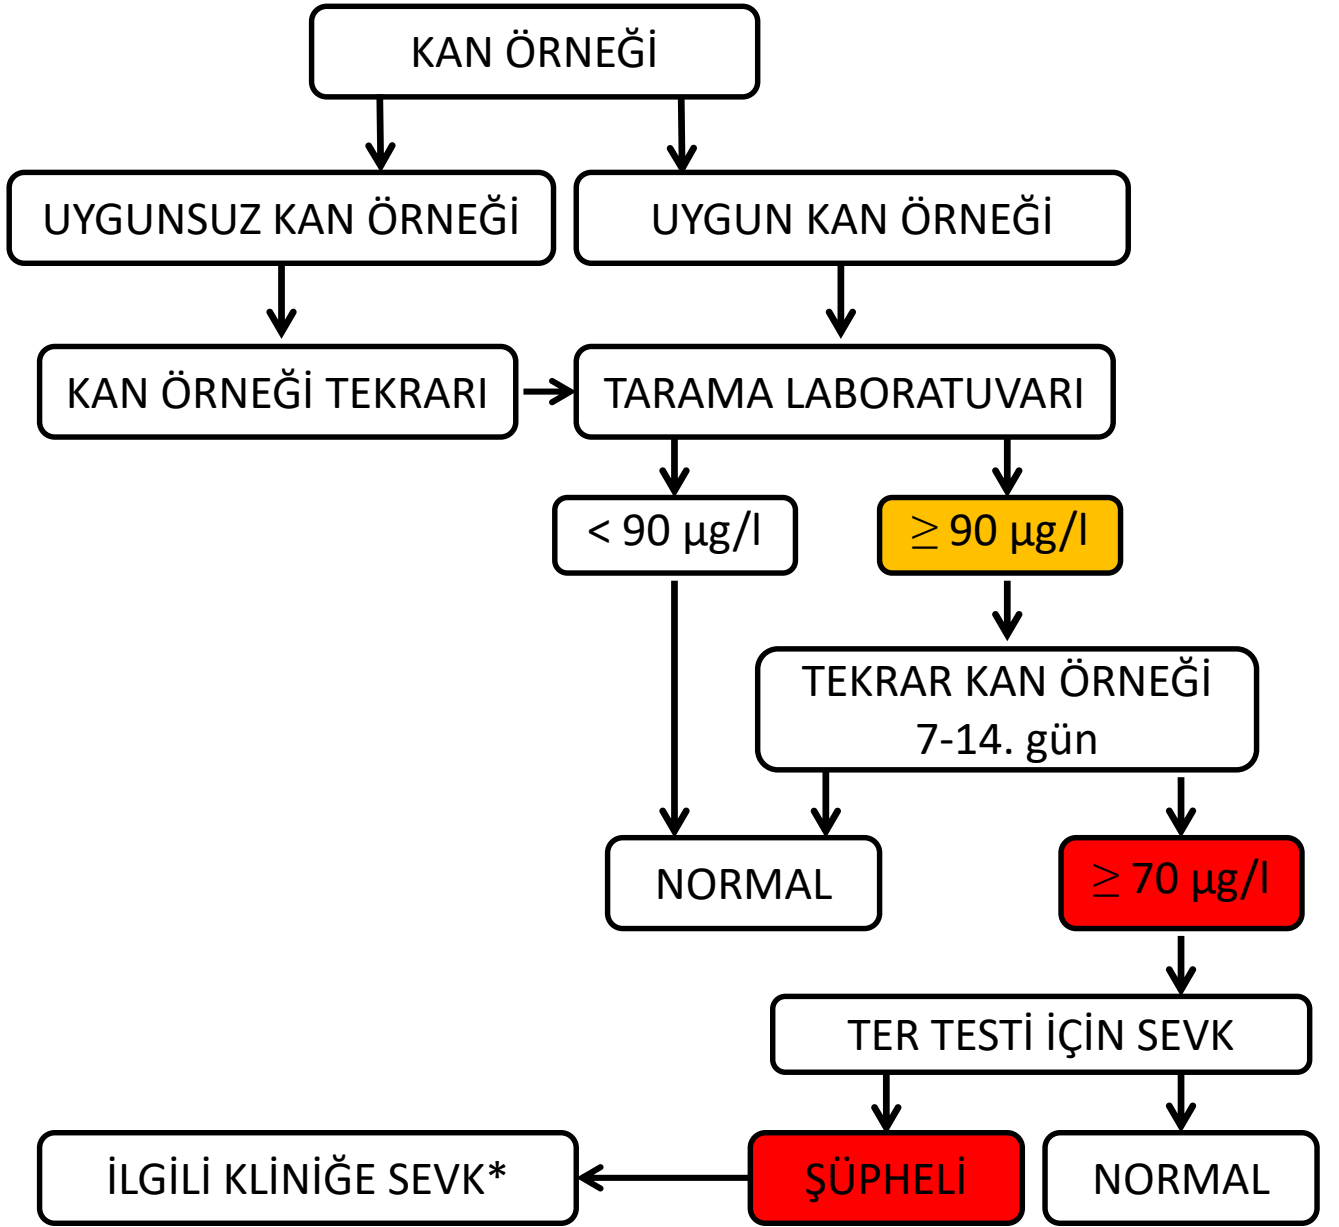 KAN ÖRNEĞİ
UYGUNSUZ KAN ÖRNEĞİ
UYGUN KAN ÖRNEĞİ
KAN ÖRNEĞİ TEKRARI
TARAMA LABORATUVARI
< 90 µg/l
≥ 90 µg/l
TEKRAR KAN ÖRNEĞİ
7-14. gün
NORMAL
≥ 70 µg/l
TER TESTİ İÇİN SEVK
İLGİLİ KLİNİĞE SEVK*
ŞÜPHELİ
NORMAL